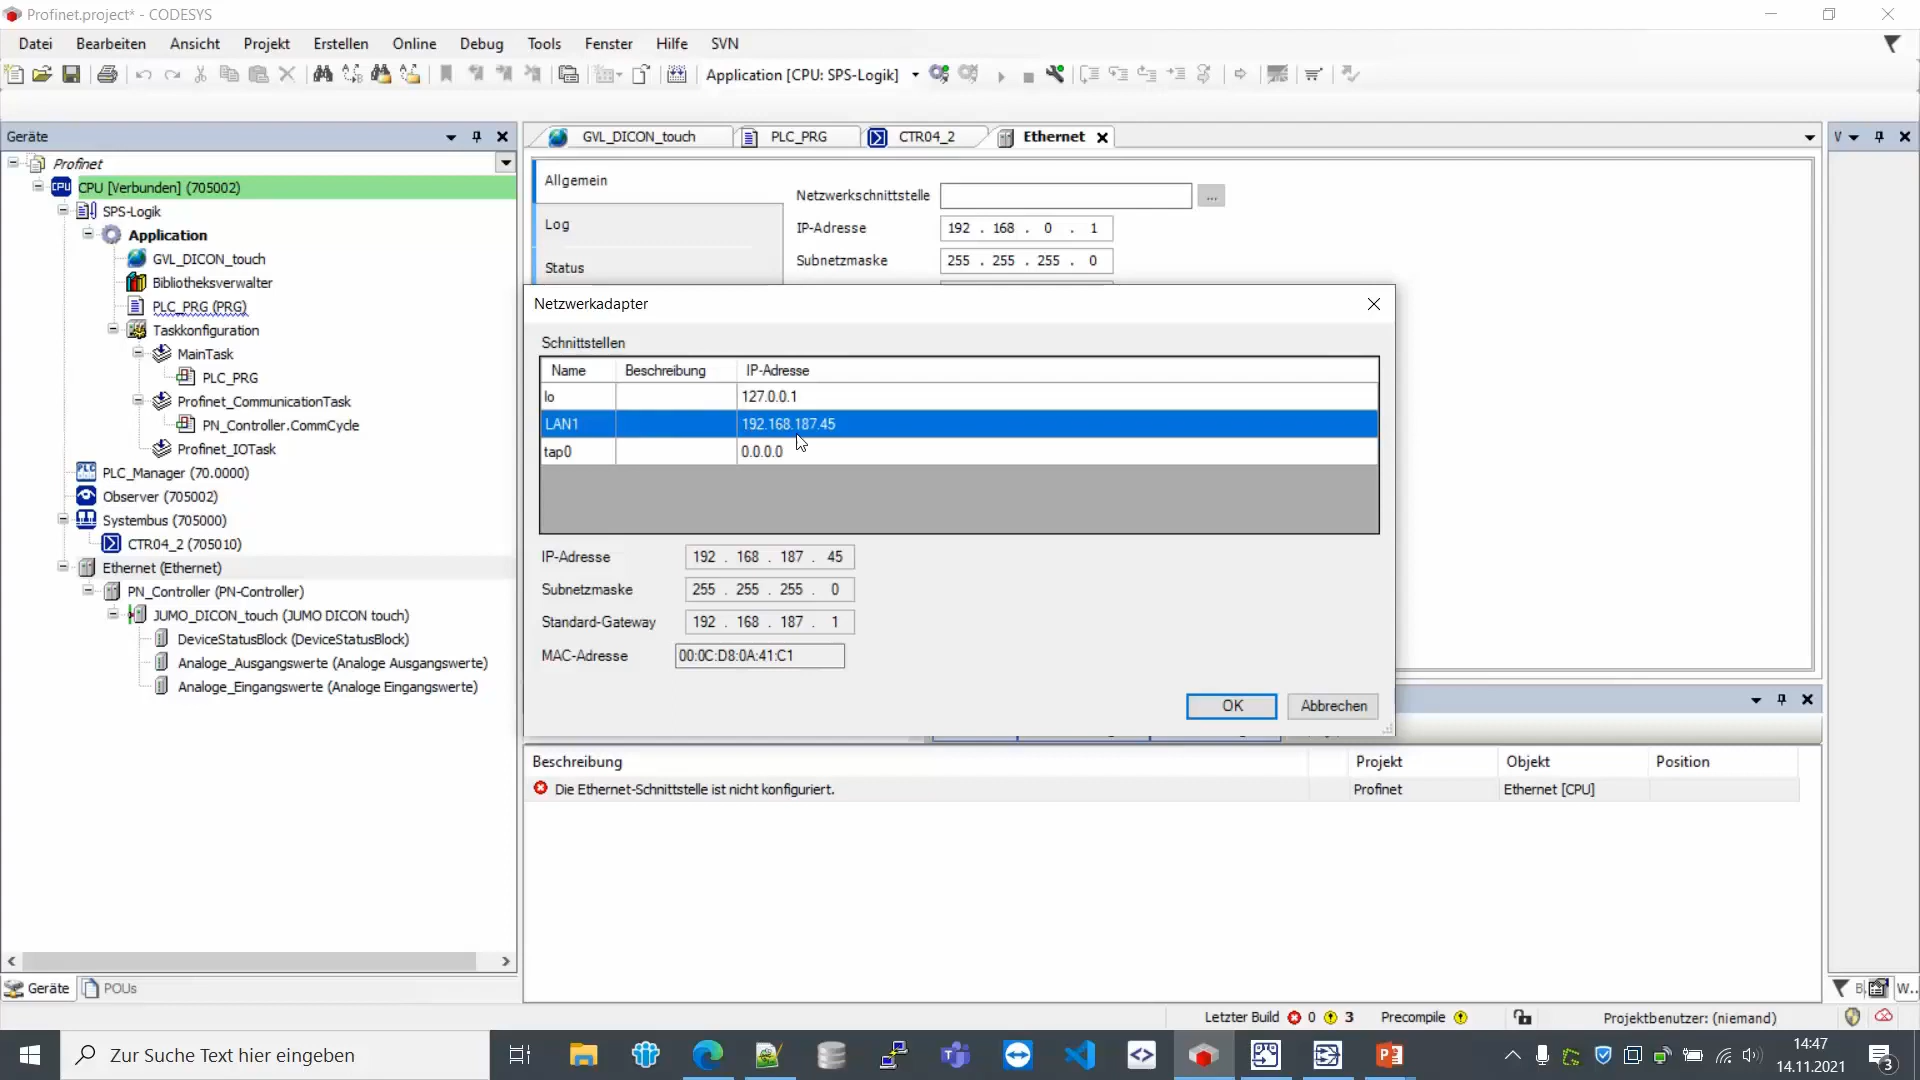 Profinet.project* - CODESYS
Datei Bearbeiten Ansicht Projekt Erstellen Online Debug Tools Fenster Hilfe SVN
Application [CPU: SPS-Logik]
Geräte
GVL_DICON_touch PLC_PRG CTR04_2 Ethernet
V
Profinet
CPU [Verbunden] (705002)
SPS-Logik
Application
GVL_DICON_touch
Bibliotheksverwalter
PLC_PRG (PRG)
Taskkonfiguration
MainTask
PLC_PRG
Profinet_CommunicationTask
PN_Controller.CommCycle
Profinet_IOTask
PLC_Manager (70.0000)
Observer (705002)
Systembus (705000)
CTR04_2 (705010)
Ethernet (Ethernet)
PN_Controller (PN-Controller)
JUMO_DICON_touch (JUMO DICON touch)
DeviceStatusBlock (DeviceStatusBlock)
Analoge_Ausgangswerte (Analoge Ausgangswerte)
Analoge_Eingangswerte (Analoge Eingangswerte)
Geräte POUs
Allgemein
Log
Status
Netzwerkschnittstelle ...
IP-Adresse 192 . 168 . 0 . 1
Subnetzmaske 255 . 255 . 255 . 0
Netzwerkadapter
Schnittstellen
Name Beschreibung IP-Adresse
lo 127.0.0.1
LAN1 192.168.187.45
tap0 0.0.0.0
IP-Adresse 192 . 168 . 187 . 45
Subnetzmaske 255 . 255 . 255 . 0
Standard-Gateway 192 . 168 . 187 . 1
MAC-Adresse 00:0C:D8:0A:41:C1
OK Abbrechen
Beschreibung Projekt Objekt Position
Die Ethernet-Schnittstelle ist nicht konfiguriert. Profinet Ethernet [CPU]
B W...
Letzter Build 0 3 Precompile Projektbenutzer: (niemand)
Zur Suche Text hier eingeben
14:47
14.11.2021
3